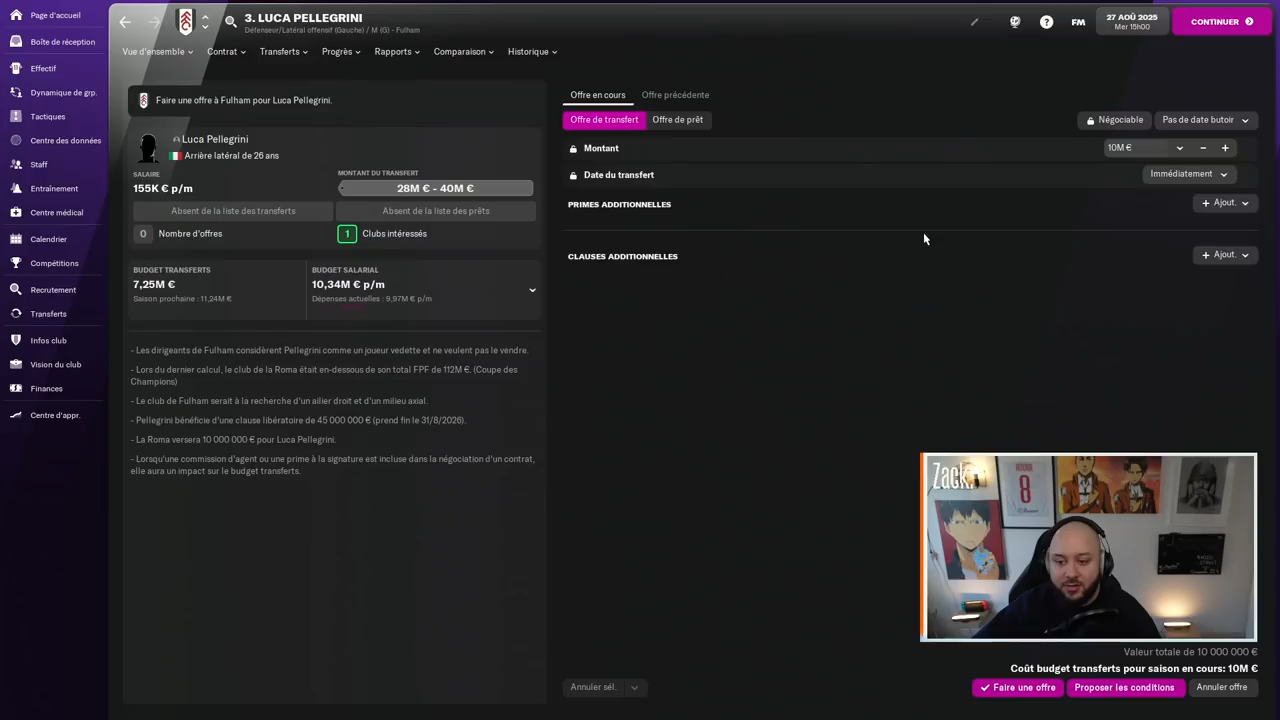 Page d'accueil
Boîte de réception
Effectif
Dynamique de grp.
Tactiques
Centre des données
Staff
Entraînement
Centre médical
Calendrier
Compétitions
Recrutement
Transferts
Infos club
Vision du club
Finances
Centre d'appr.
3. LUCA PELLEGRINI
Défenseur/Latéral offensif (Gauche) / M (G) - Fulham
FM
27 AOÛ 2025
Mer 15h00
CONTINUER
Vue d'ensemble Contrat Transferts Progrès Rapports Comparaison Historique
Faire une offre à Fulham pour Luca Pellegrini.
Luca Pellegrini
Arrière latéral de 26 ans
SALAIRE MONTANT DU TRANSFERT
155K € p/m 28M € - 40M €
Absent de la liste des transferts Absent de la liste des prêts
0 Nombre d'offres 1 Clubs intéressés
BUDGET TRANSFERTS BUDGET SALARIAL
7,25M € 10,34M € p/m
Saison prochaine : 11,24M € Dépenses actuelles : 9,97M € p/m
- Les dirigeants de Fulham considèrent Pellegrini comme un joueur vedette et ne veulent pas le vendre.
- Lors du dernier calcul, le club de la Roma était en-dessous de son total FPF de 112M €. (Coupe des
Champions)
- Le club de Fulham serait à la recherche d'un ailier droit et d'un milieu axial.
- Pellegrini bénéficie d'une clause libératoire de 45 000 000 € (prend fin le 31/8/2026).
- La Roma versera 10 000 000 € pour Luca Pellegrini.
- Lorsqu'une commission d'agent ou une prime à la signature est incluse dans la négociation d'un contrat,
elle aura un impact sur le budget transferts.
Offre en cours Offre précédente
Offre de transfert Offre de prêt Négociable Pas de date butoir
Montant 10M €
Date du transfert Immédiatement
PRIMES ADDITIONNELLES + Ajout.
CLAUSES ADDITIONNELLES + Ajout.
Zack.
8
Valeur totale de 10 000 000 €
Coût budget transferts pour saison en cours: 10M €
Annuler sél. Faire une offre Proposer les conditions Annuler offre